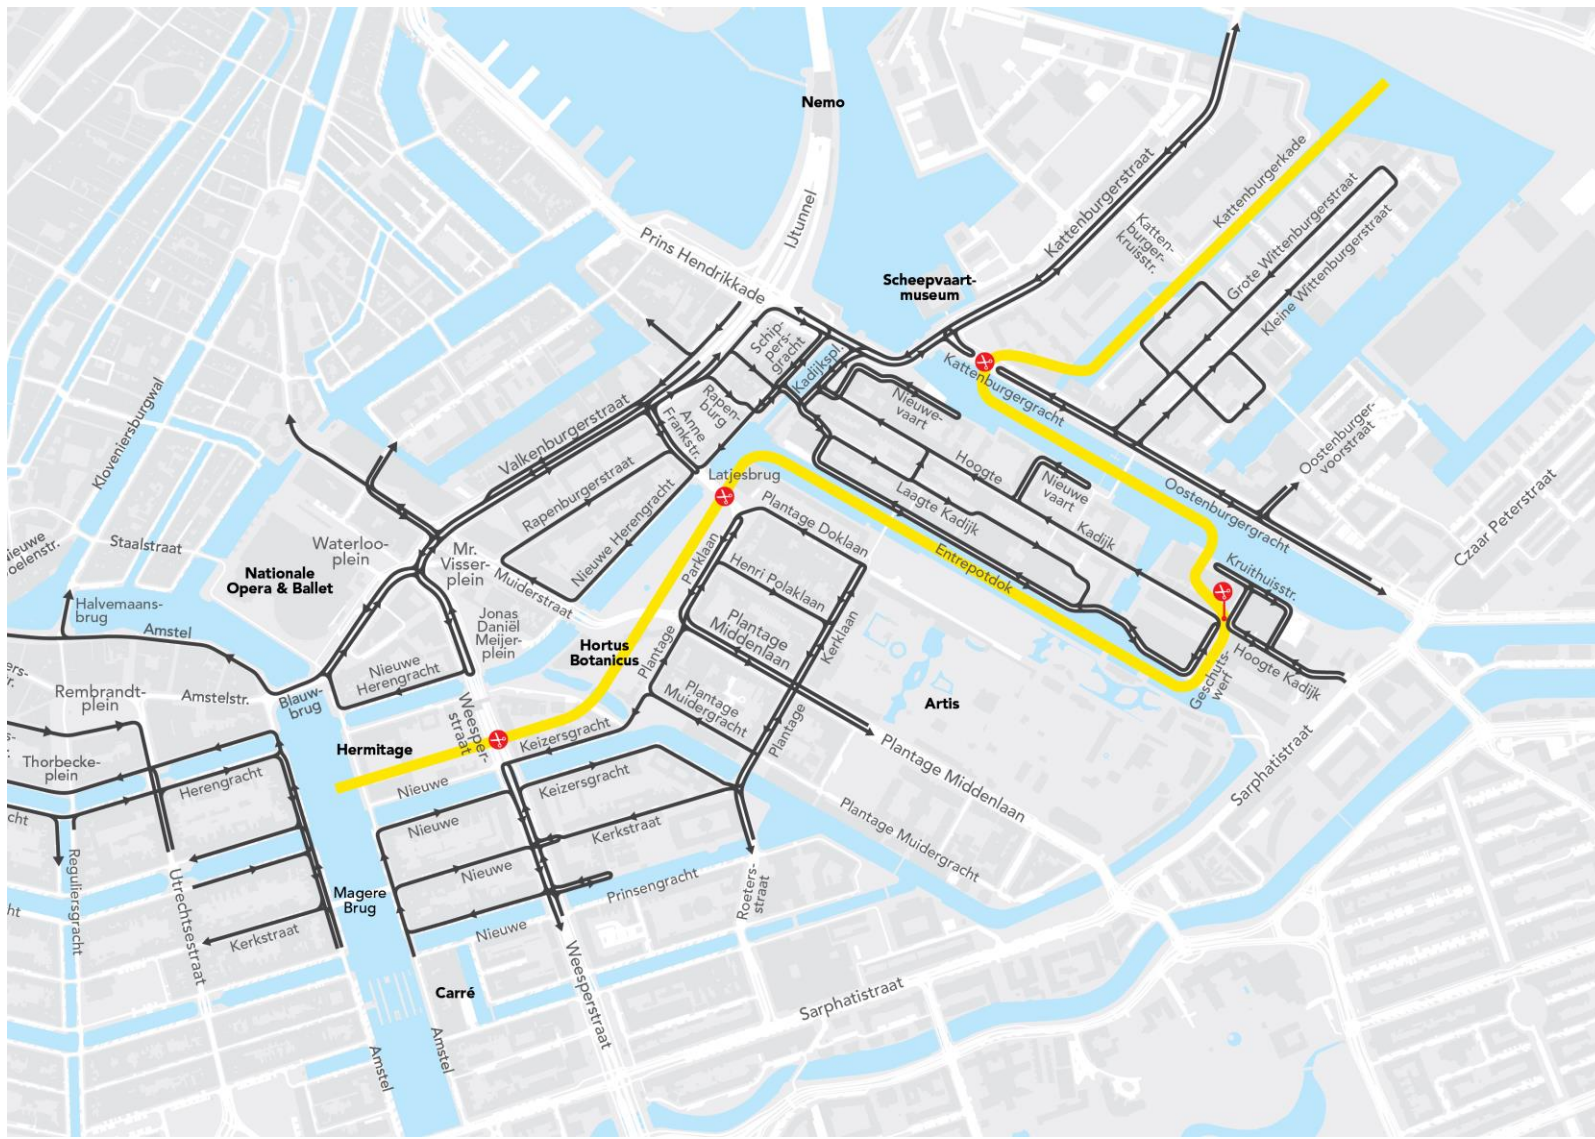 Nemo
IJtunnel
Prins Hendrikkade
Kattenburgerstraat
Katten-
burger-
kruisstr.
Kattenburgerkade
Grote Wittenburgerstraat
Kleine Wittenburgerstraat
Scheepvaart-
museum
Schip-
pers-
gracht
Kadijkspl.
Kattenburgergracht
Nieuwe-
vaart
Rapen-
burg
Anne
Frankstr.
Valkenburgerstraat
Kloveniersburgwal
Oostenburger-
voorstraat
Czaar Peterstraat
Oostenburgergracht
Hoogte
Kadijk
Nieuwe
vaart
Laagte Kadijk
Latjesbrug
Rapenburgerstraat
Nieuwe Herengracht
Plantage Doklaan
Entrepotdok
Kruithuisstr.
Hoogte Kadijk
Geschuts-
werf
Staalstraat
Waterloo-
plein
Mr.
Visser-
plein
Muiderstraat
Nationale
Opera & Ballet
Halvemaans-
brug
Amstel
Jonas
Daniël
Meijer-
plein
Hortus
Botanicus
Parklaan
Plantage
Henri Polaklaan
Plantage
Middenlaan
Kerklaan
Plantage
Plantage
Muidergracht
Artis
Nieuwe
Herengracht
Blauw-
brug
Rembrandt-
plein
Amstelstr.
Thorbecke-
plein
Herengracht
Hermitage
Weesper-
straat
Nieuwe
Keizersgracht
Nieuwe
Keizersgracht
Nieuwe
Kerkstraat
Nieuwe
Prinsengracht
Plantage Middenlaan
Plantage Muidergracht
Sarphatistraat
Roeters-
straat
Reguliersgracht
Utrechtsestraat
Kerkstraat
Magere
Brug
Carré
Weesperstraat
Sarphatistraat
Amstel
Amstel